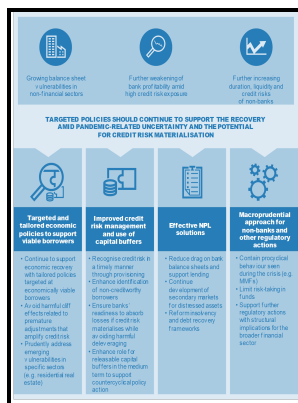 Growing balance sheet
vulnerabilities in
non-financial sectors
Further weakening of
bank profitability amid
high credit risk exposure
Further increasing
duration, liquidity and
credit risks
of non-banks
TARGETED POLICIES SHOULD CONTINUE TO SUPPORT THE RECOVERY
AMID PANDEMIC-RELATED UNCERTAINTY AND THE POTENTIAL
FOR CREDIT RISK MATERIALISATION
Targeted and
tailored economic
policies to support
viable borrowers
• Continue to support
economic recovery
with tailored policies
targeted at
economically viable
borrowers
• Avoid harmful cliff
effects related to
premature
adjustments that
amplify credit risk
• Prudently address
emerging
vulnerabilities in
specific sectors
(e.g. residential real
estate)
Improved credit
risk management
and use of
capital buffers
• Recognise credit risk in
a timely manner
through provisioning
• Enhance identification
of non-creditworthy
borrowers
• Ensure banks'
readiness to absorb
losses if credit risk
materialises while
avoiding harmful
deleveraging
• Enhance role for
releasable capital
buffers in the medium
term to support
countercyclical policy
action
Effective NPL
solutions
• Reduce drag on bank
balance sheets and
support lending
• Continue
development of
secondary markets
for distressed assets
• Reform insolvency
and debt recovery
frameworks
Macroprudential
approach for
non-banks and
other regulatory
actions
• Contain procyclical
behaviour seen
during the crisis (e.g.
MMFs)
• Limit risk-taking in
funds
• Support further
regulatory actions
with structural
implications for the
broader financial
sector